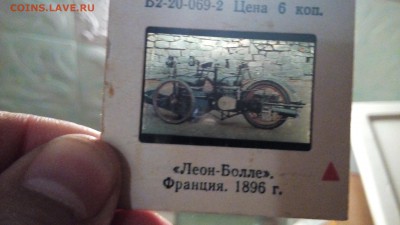 COINS.LAVE.RU
Б2-20-069-2 Цена 6 коп.
«Леон-Болле».
Франция. 1896 г.